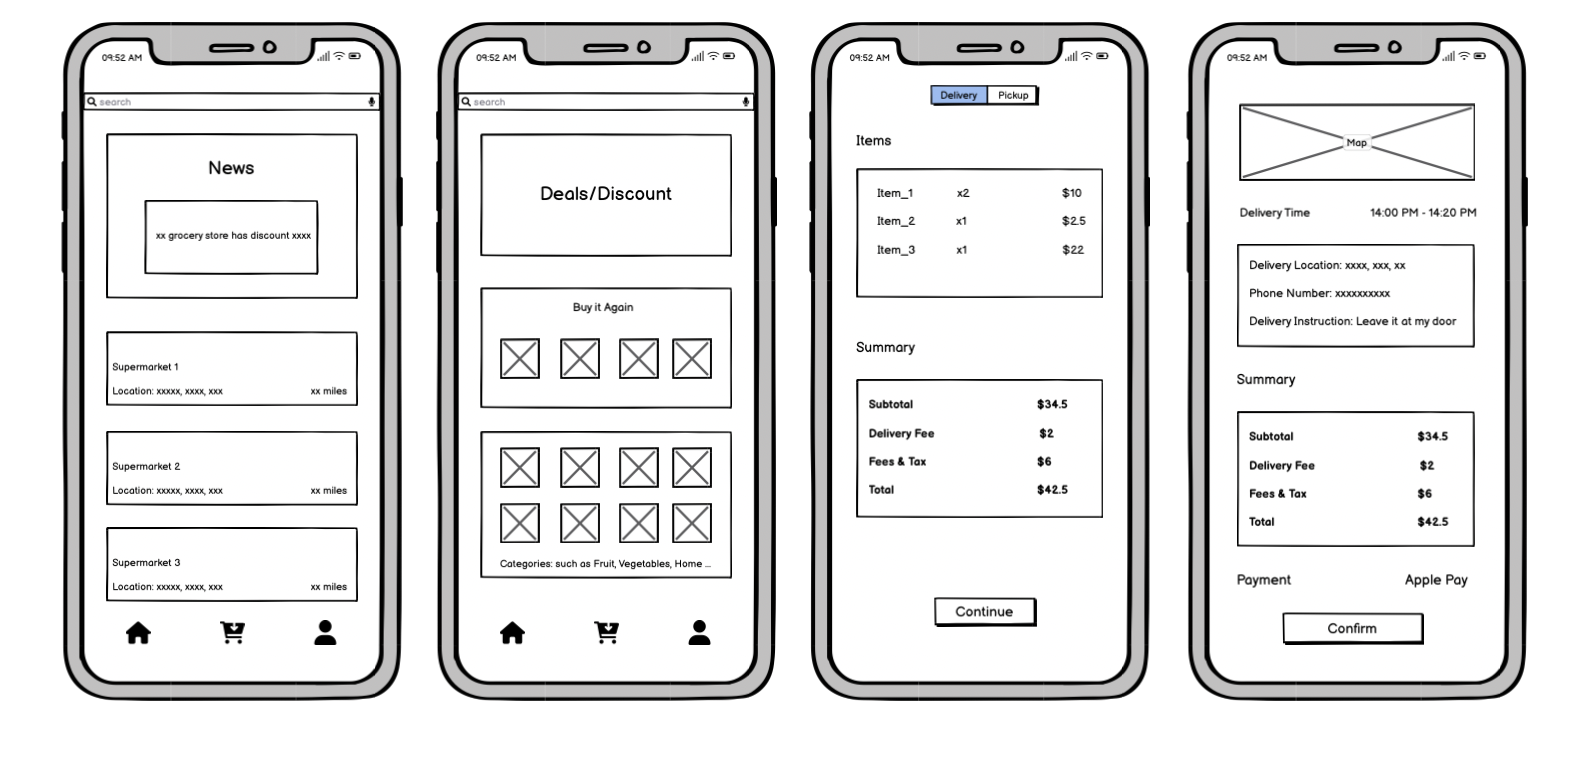 09:52 AM
search
News
xx grocery store has discount xxxx
Supermarket 1
Location: xxxxx, xxxx, xxx xx miles
Supermarket 2
Location: xxxxx, xxxx, xxx xx miles
Supermarket 3
Location: xxxxx, xxxx, xxx xx miles
09:52 AM
search
Deals/Discount
Buy it Again
Categories: such as Fruit, Vegetables, Home ...
09:52 AM
Delivery Pickup
Items
Item_1 x2 $10
Item_2 x1 $2.5
Item_3 x1 $22
Summary
Subtotal $34.5
Delivery Fee $2
Fees & Tax $6
Total $42.5
Continue
09:52 AM
Map
Delivery Time 14:00 PM - 14:20 PM
Delivery Location: xxxx, xxx, xx
Phone Number: xxxxxxxxxx
Delivery Instruction: Leave it at my door
Summary
Subtotal $34.5
Delivery Fee $2
Fees & Tax $6
Total $42.5
Payment Apple Pay
Confirm